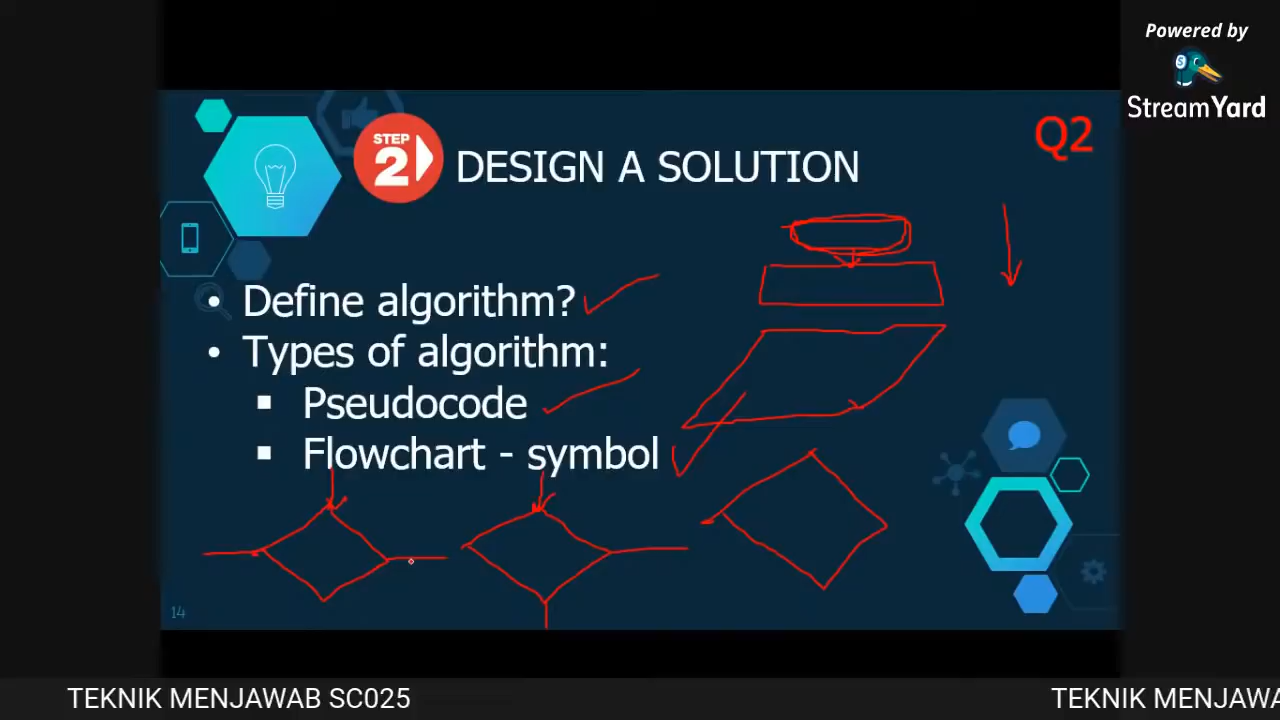 Powered by
StreamYard
Q2
STEP
2
DESIGN A SOLUTION
• Define algorithm?
• Types of algorithm:
▪ Pseudocode
▪ Flowchart - symbol
14
TEKNIK MENJAWAB SC025
TEKNIK MENJAWA